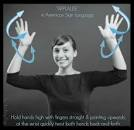 "APPLAUSE"
in American Sign Language
Hold hands high with fingers straight & pointing upwards
at the wrist quickly twist both hands back and forth